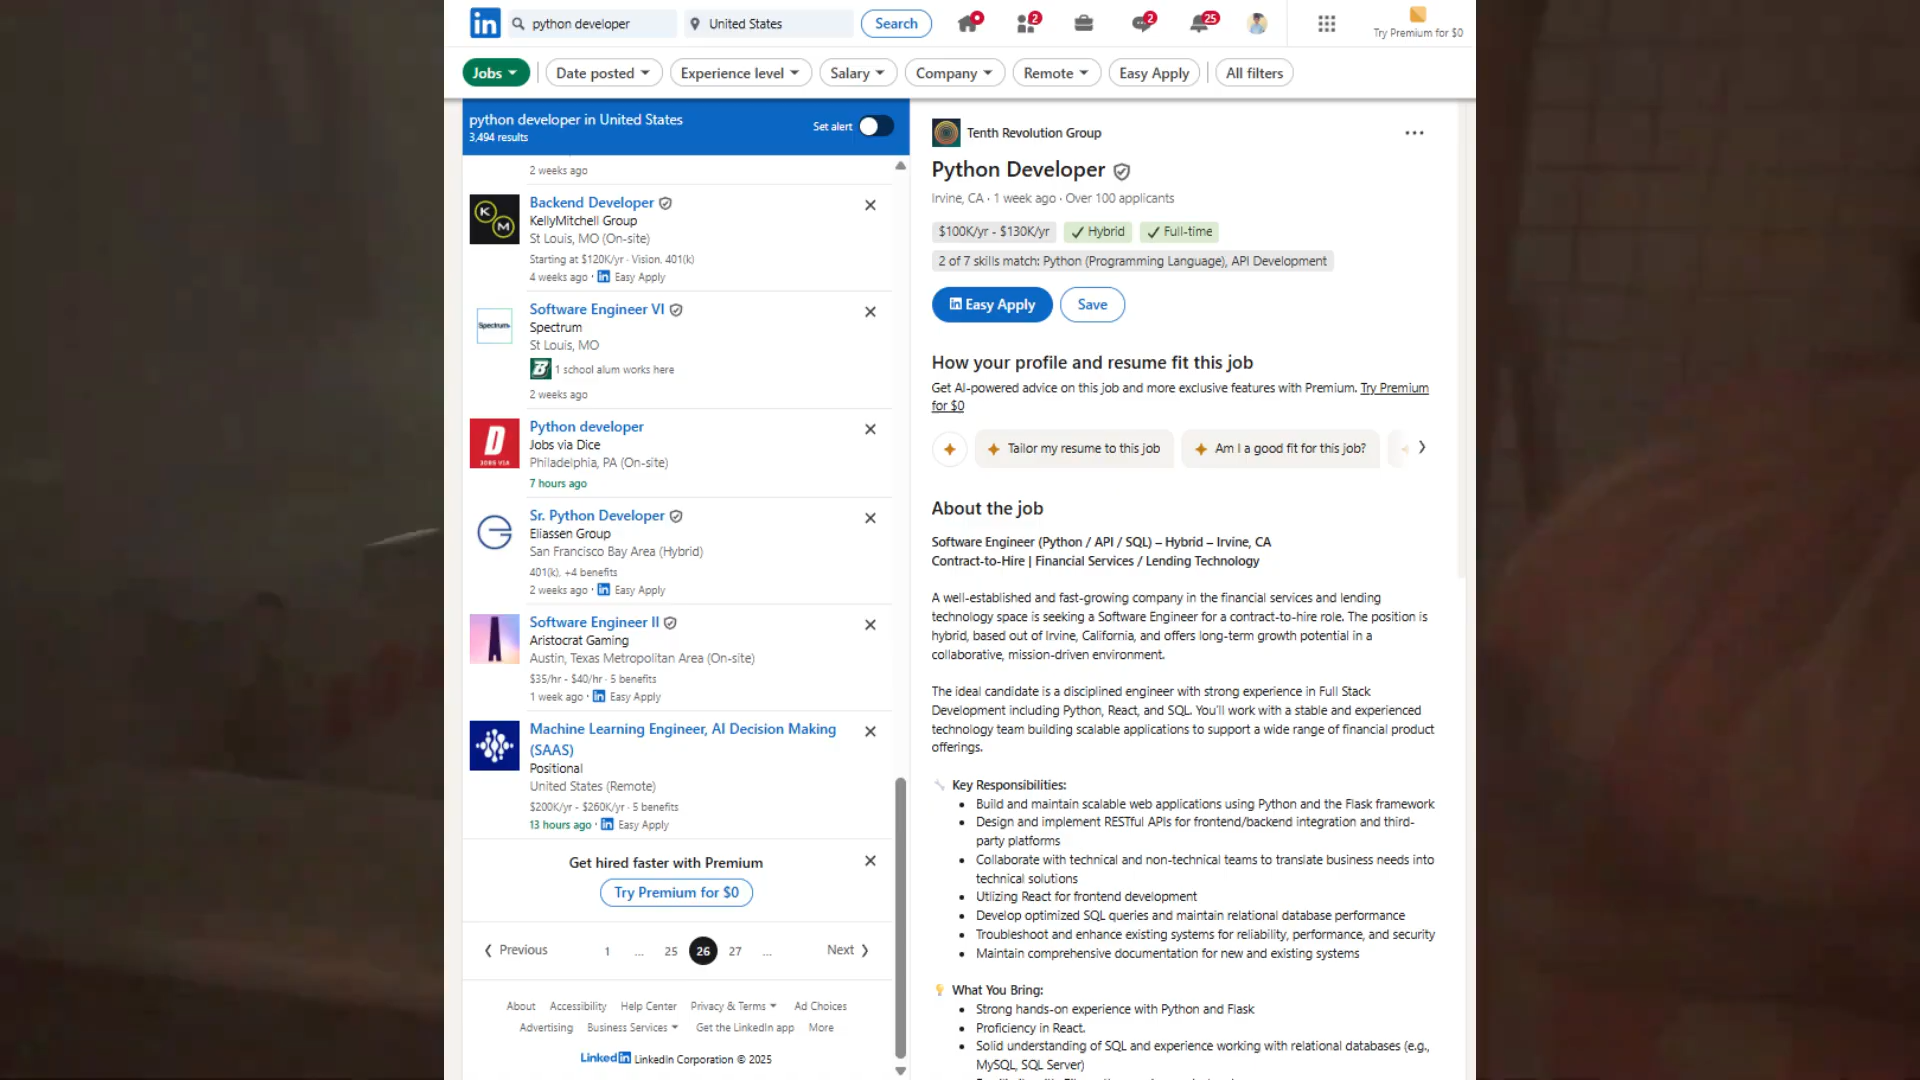 python developer
United States
Search
2
2
25
Try Premium for $0
Jobs
Date posted
Experience level
Salary
Company
Remote
Easy Apply
All filters
python developer in United States
3,494 results
Set alert
2 weeks ago
Backend Developer
KellyMitchell Group
St Louis, MO (On-site)
Starting at $120K/yr · Vision, 401(k)
4 weeks ago · in Easy Apply
Software Engineer VI
Spectrum
St Louis, MO
1 school alum works here
2 weeks ago
Python developer
Jobs via Dice
Philadelphia, PA (On-site)
7 hours ago
Sr. Python Developer
Eliassen Group
San Francisco Bay Area (Hybrid)
401(k), +4 benefits
2 weeks ago · in Easy Apply
Software Engineer II
Aristocrat Gaming
Austin, Texas Metropolitan Area (On-site)
$35/hr - $40/hr · 5 benefits
1 week ago · in Easy Apply
Machine Learning Engineer, AI Decision Making
(SAAS)
Positional
United States (Remote)
$200K/yr - $260K/yr · 5 benefits
13 hours ago · in Easy Apply
Get hired faster with Premium
Try Premium for $0
Previous 1 ... 25 26 27 ... Next
About Accessibility Help Center Privacy & Terms Ad Choices
Advertising Business Services Get the LinkedIn app More
LinkedIn LinkedIn Corporation © 2025
Tenth Revolution Group
Python Developer
Irvine, CA · 1 week ago · Over 100 applicants
$100K/yr - $130K/yr Hybrid Full-time
2 of 7 skills match: Python (Programming Language), API Development
in Easy Apply
Save
How your profile and resume fit this job
Get AI-powered advice on this job and more exclusive features with Premium. Try Premium
for $0
Tailor my resume to this job
Am I a good fit for this job?
About the job
Software Engineer (Python / API / SQL) – Hybrid – Irvine, CA
Contract-to-Hire | Financial Services / Lending Technology
A well-established and fast-growing company in the financial services and lending
technology space is seeking a Software Engineer for a contract-to-hire role. The position is
hybrid, based out of Irvine, California, and offers long-term growth potential in a
collaborative, mission-driven environment.
The ideal candidate is a disciplined engineer with strong experience in Full Stack
Development including Python, React, and SQL. You'll work with a stable and experienced
technology team building scalable applications to support a wide range of financial product
offerings.
Key Responsibilities:
• Build and maintain scalable web applications using Python and the Flask framework
• Design and implement RESTful APIs for frontend/backend integration and third-
party platforms
• Collaborate with technical and non-technical teams to translate business needs into
technical solutions
• Utlizing React for frontend development
• Develop optimized SQL queries and maintain relational database performance
• Troubleshoot and enhance existing systems for reliability, performance, and security
• Maintain comprehensive documentation for new and existing systems
What You Bring:
• Strong hands-on experience with Python and Flask
• Proficiency in React.
• Solid understanding of SQL and experience working with relational databases (e.g.,
MySQL, SQL Server)